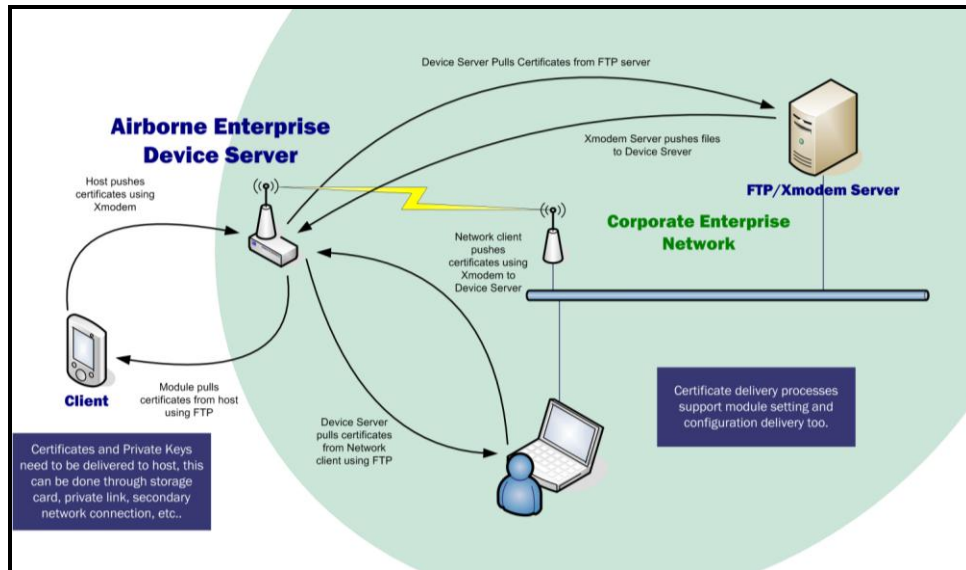 Device Server Pulls Certificates from FTP server
Airborne Enterprise
Device Server
Xmodem Server pushes files
to Device Srever
Host pushes
certificates using
Xmodem
FTP/Xmodem Server
Corporate Enterprise
Network
Network client
pushes
certificates using
Xmodem to
Device Server
Client
Module pulls
certificates from host
using FTP
Certificate delivery processes
support module setting and
configuration delivery too.
Device Server
pulls certificates
from Network
client using FTP
Certificates and Private Keys
need to be delivered to host, this
can be done through storage
card, private link, secondary
network connection, etc..